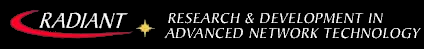 RADIANT
RESEARCH & DEVELOPMENT IN
ADVANCED NETWORK TECHNOLOGY